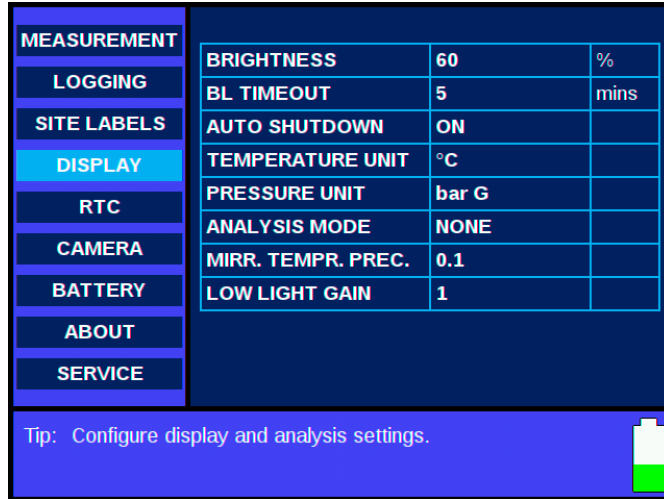 MEASUREMENT
LOGGING
SITE LABELS
DISPLAY
RTC
CAMERA
BATTERY
ABOUT
SERVICE
BRIGHTNESS 60 %
BL TIMEOUT 5 mins
AUTO SHUTDOWN ON
TEMPERATURE UNIT °C
PRESSURE UNIT bar G
ANALYSIS MODE NONE
MIRR. TEMPR. PREC. 0.1
LOW LIGHT GAIN 1
Tip: Configure display and analysis settings.